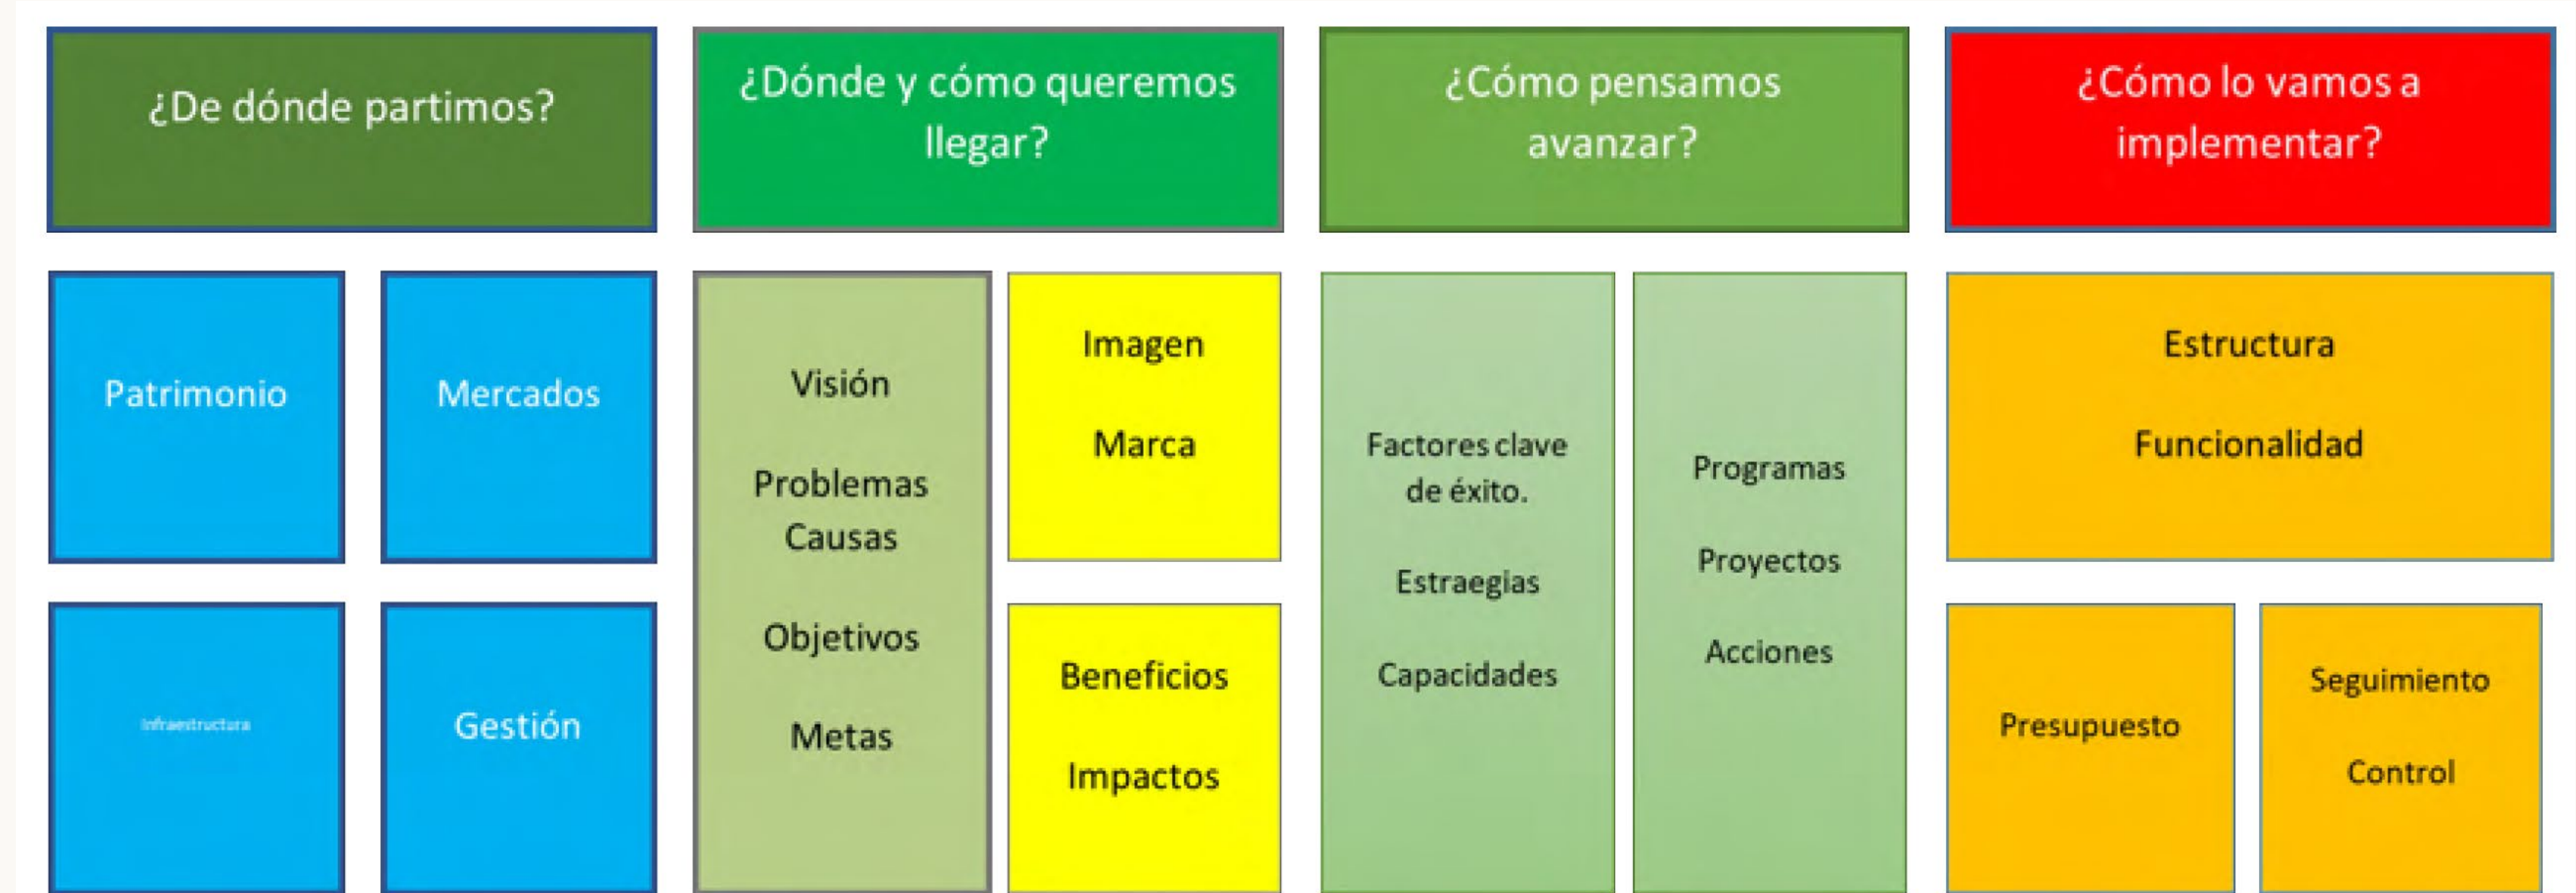 ¿De dónde partimos?
¿Dónde y cómo queremos
llegar?
¿Cómo pensamos
avanzar?
¿Cómo lo vamos a
implementar?
Patrimonio
Mercados
Infraestructura
Gestión
Visión
Problemas
Causas
Objetivos
Metas
Imagen
Marca
Beneficios
Impactos
Factores clave
de éxito.
Estraegias
Capacidades
Programas
Proyectos
Acciones
Estructura
Funcionalidad
Presupuesto
Seguimiento
Control